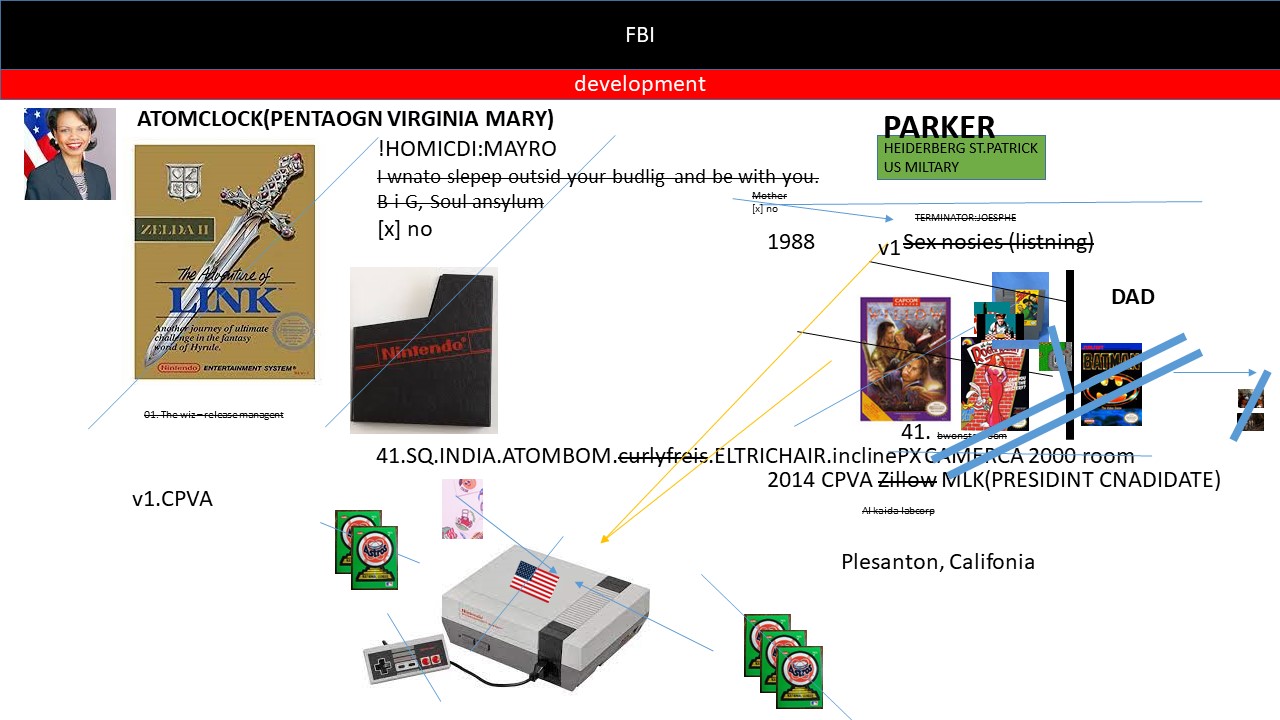 FBI
development
ATOMCLOCK(PENTAOGN VIRGINIA MARY)
!HOMICDI:MAYRO
I wnato slepep outsid your budlig and be with you.
B i G, Soul ansylum
[x] no
Mother
[x] no
1988
PARKER
HEIDERBERG ST.PATRICK
US MILTARY
TERMINATOR:JOESPHE
v1 Sex nosies (listning)
DAD
ZELDA II
The Adventure of
LINK
Another journey of ultimate
challenge in the fantasy
world of Hyrule.
Nintendo ENTERTAINMENT SYSTEM
Nintendo
CAPCOM
WILLOW
BATMAN
01. The wiz – release managent
41.
41.SQ.INDIA.ATOMBOM.curlyfreis.ELTRICHAIR.inclinePX CAMERCA 2000 room
2014 CPVA Zillow MLK(PRESIDINT CNADIDATE)
v1.CPVA
Al kaida labcorp
Plesanton, Califonia
Astros
Astros
Nintendo
Astros